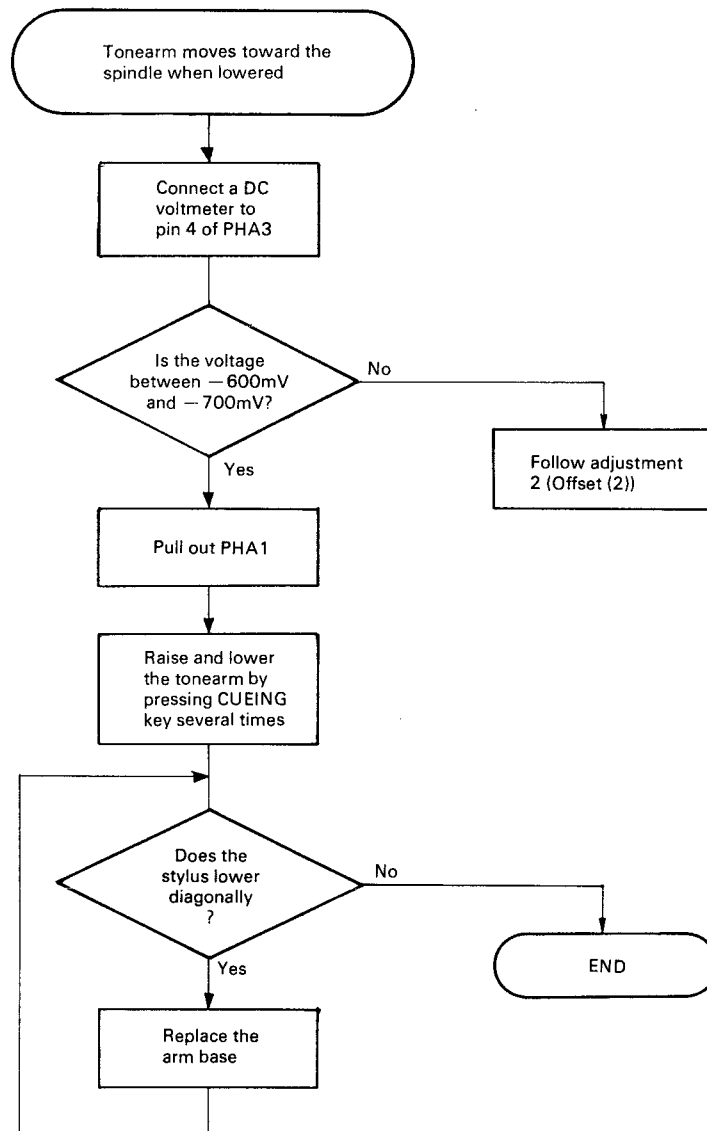 Tonearm moves toward the
spindle when lowered
Connect a DC
voltmeter to
pin 4 of PHA3
Is the voltage
between −600mV
and −700mV?
No
Yes
Follow adjustment
2 (Offset (2))
Pull out PHA1
Raise and lower
the tonearm by
pressing CUEING
key several times
Does the
stylus lower
diagonally
?
No
Yes
END
Replace the
arm base